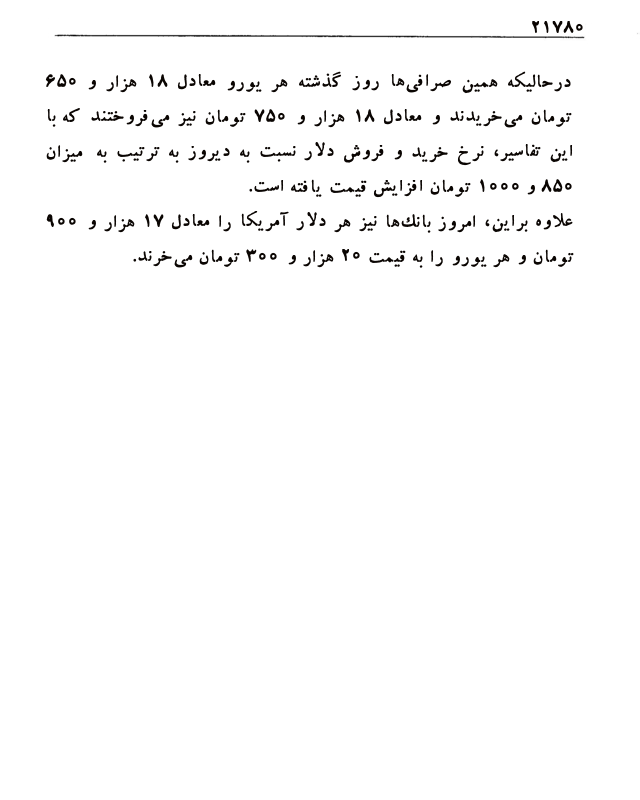 ۲۱۷۸۰
درحالیکه همین صرافی‌ها روز گذشته هر یورو معادل ۱۸ هزار و ۶۵۰
تومان می‌خریدند و معادل ۱۸ هزار و ۷۵۰ تومان نیز می‌فروختند که با
این تفاسیر، نرخ خرید و فروش دلار نسبت به دیروز به ترتیب به میزان
۸۵۰ و ۱۰۰۰ تومان افزایش قیمت یافته است.
علاوه براین، امروز بانك‌ها نیز هر دلار آمریکا را معادل ۱۷ هزار و ۹۰۰
تومان و هر یورو را به قیمت ۲۰ هزار و ۳۰۰ تومان می‌خرند.